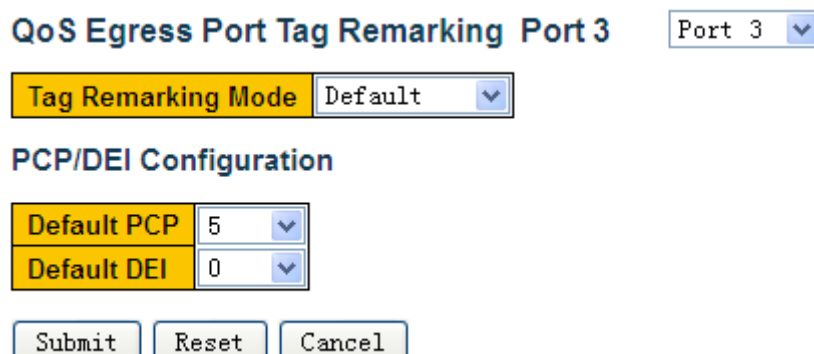 QoS Egress Port Tag Remarking Port 3 Port 3
Tag Remarking Mode Default
PCP/DEI Configuration
Default PCP 5
Default DEI 0
Submit Reset Cancel